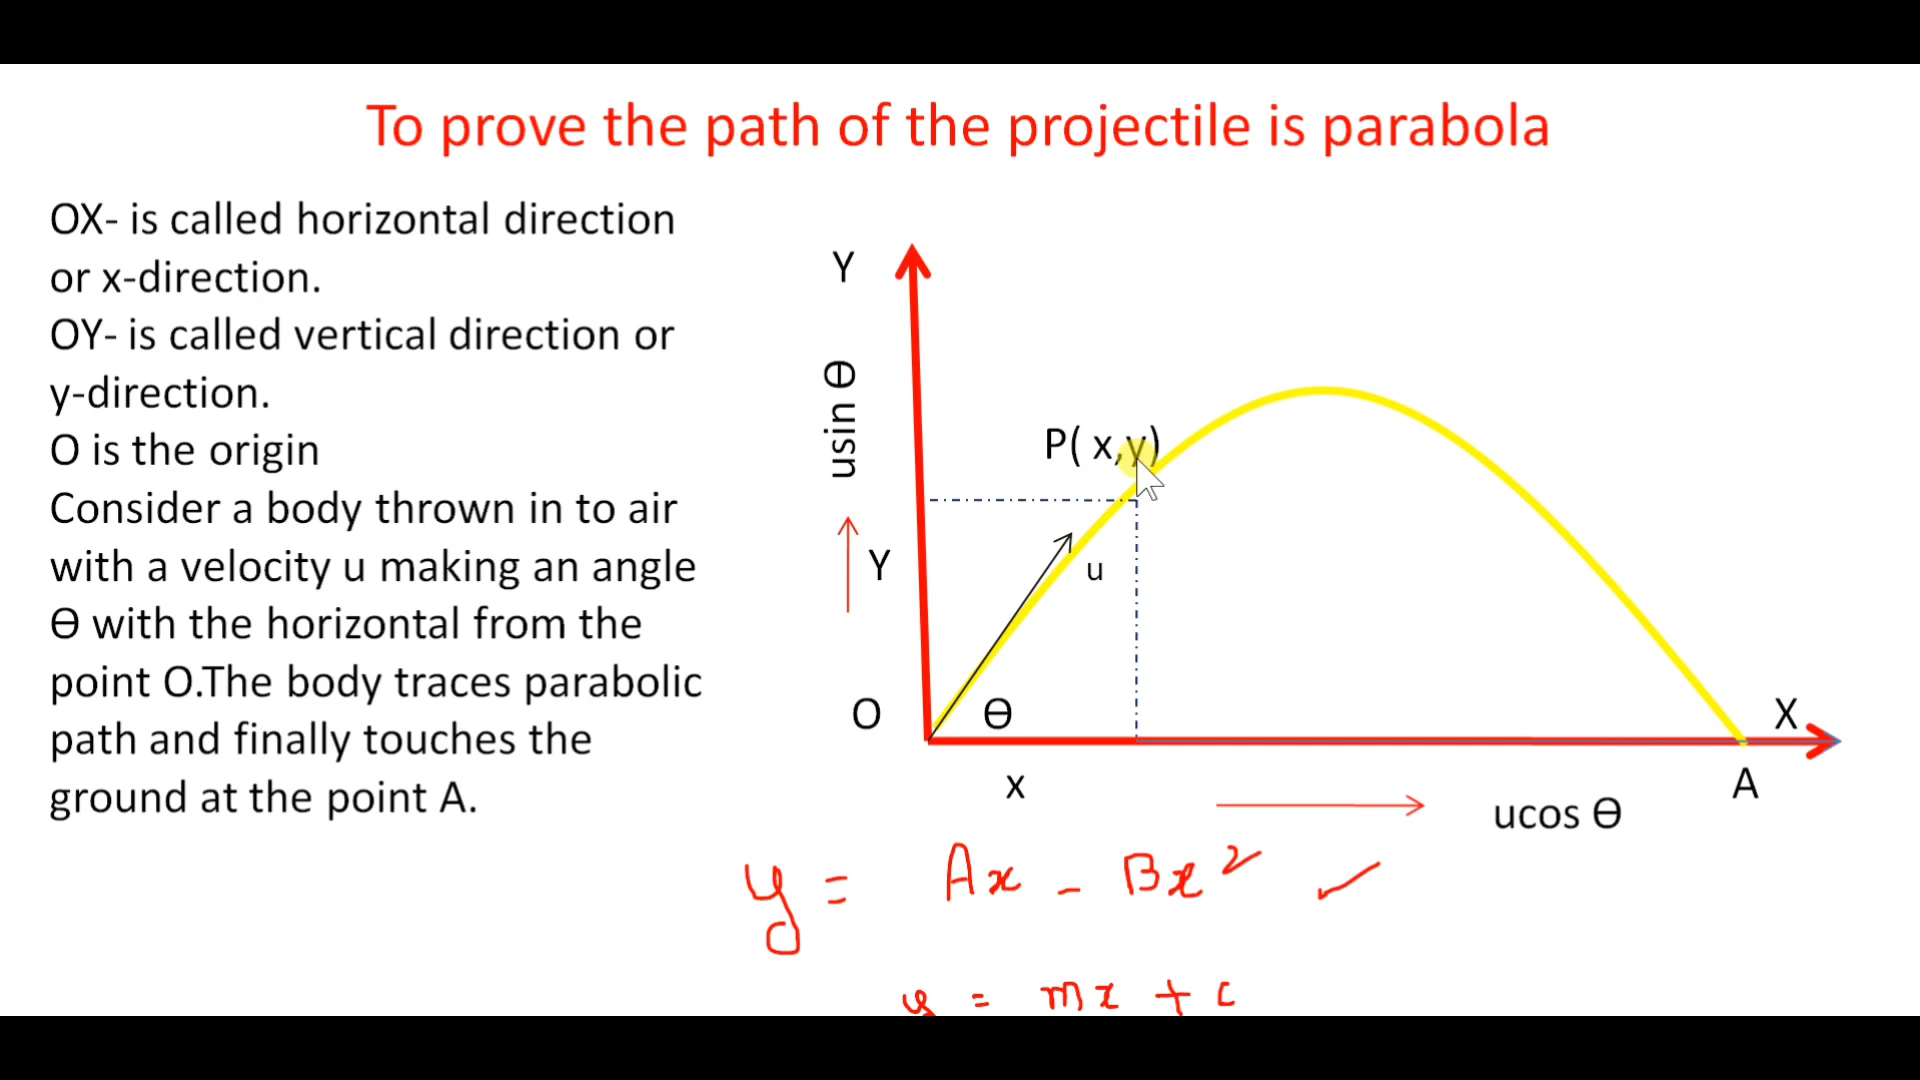 To prove the path of the projectile is parabola
OX- is called horizontal direction
or x-direction.
OY- is called vertical direction or
y-direction.
O is the origin
Consider a body thrown in to air
with a velocity u making an angle
Ɵ with the horizontal from the
point O.The body traces parabolic
path and finally touches the
ground at the point A.
Y
usin Ɵ
P( x,y)
Y
u
O
Ɵ
X
x
A
ucos Ɵ
y = Ax - Bx²
y = mx + c